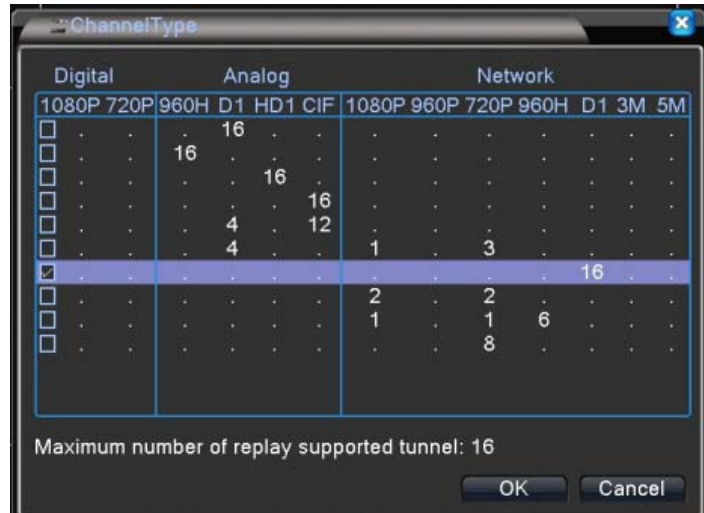 ChannelType
Digital Analog Network
1080P 720P 960H D1 HD1 CIF 1080P 960P 720P 960H D1 3M 5M
. . . 16 . . . . . . . . .
. . 16 . . . . . . . . . .
. . . . 16 . . . . . . . .
. . . . . 16 . . . . . . .
. . . 4 . 12 . . . . . . .
. . . 4 . . 1 . 3 . . . .
. . . . . . . . . . 16 . .
. . . . . . 2 . 2 . . . .
. . . . . . 1 . 1 6 . . .
. . . . . . . . 8 . . . .
Maximum number of replay supported tunnel: 16
OK Cancel